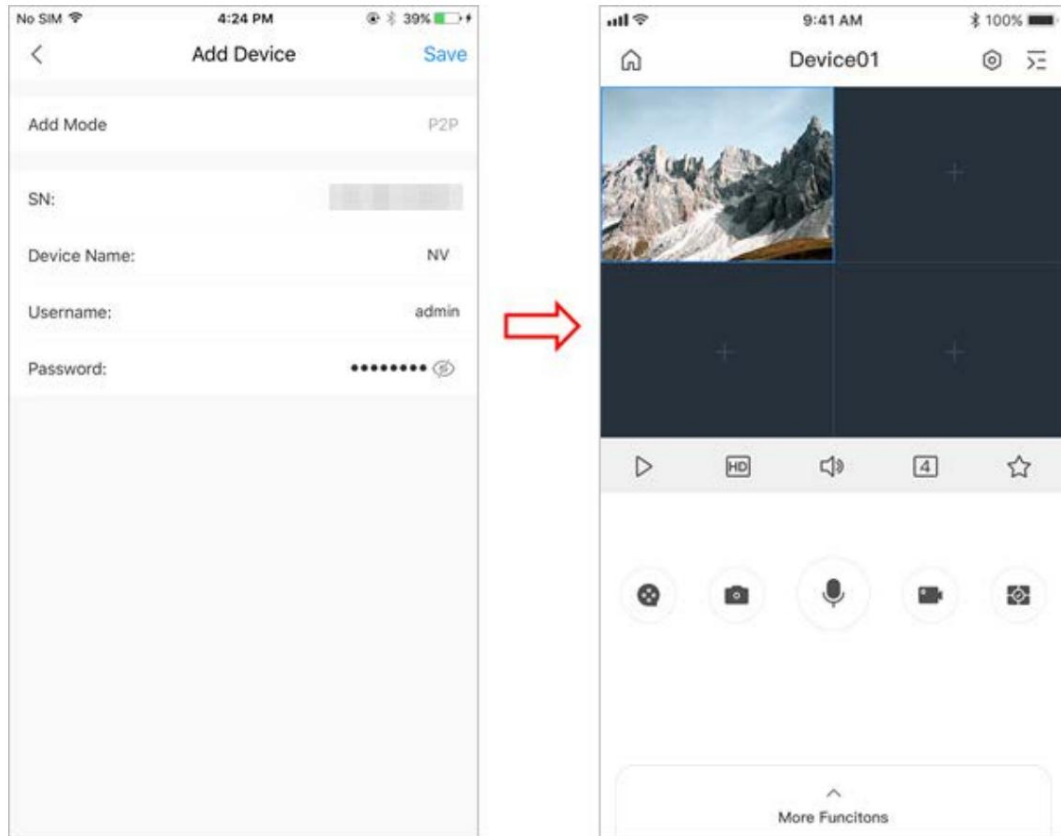 No SIM 4:24 PM 39%
Add Device Save
Add Mode P2P
SN:
Device Name: NV
Username: admin
Password: ••••••••
9:41 AM 100%
Device01
HD 4
More Funcitons